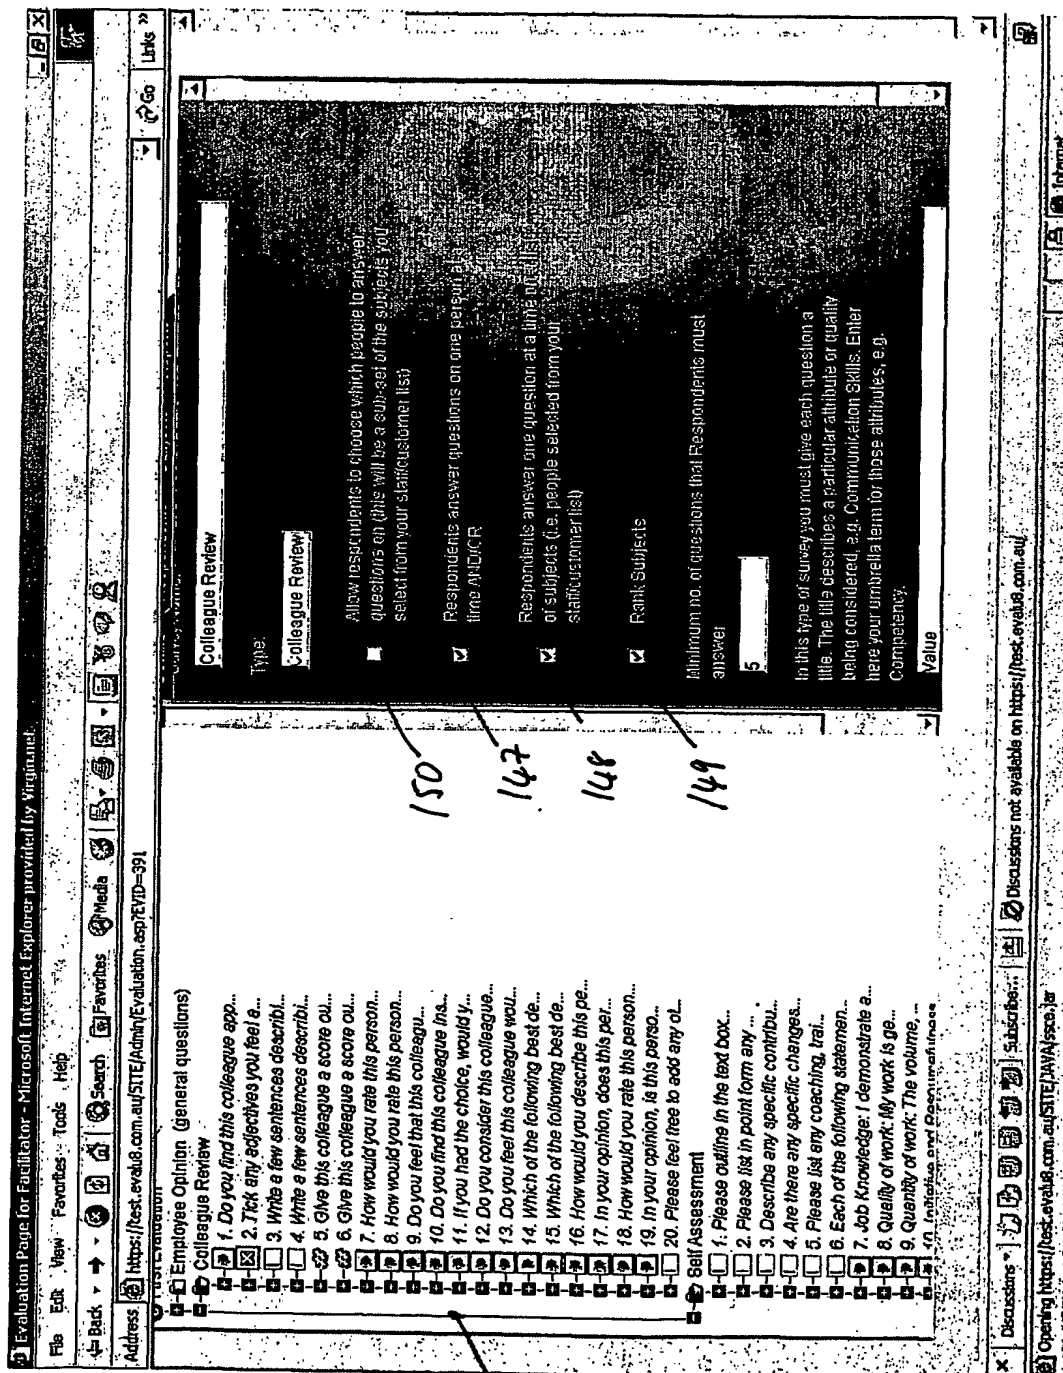 Evaluation Page for Facilitator - Microsoft Internet Explorer provided by Virgin.net
File Edit View Favorites Tools Help
Back Search Favorites Media
Address https://test.evalu8.com.au/SITE/Admin/Evaluation.asp?EVID=391 Go Links »
First Evaluation
Employee Opinion (general questions)
Colleague Review
1. Do you find this colleague app...
2. Tick any adjectives you feel a...
3. Write a few sentences describi...
4. Write a few sentences describi...
5. Give this colleague a score ou...
6. Give this colleague a score ou...
7. How would you rate this person...
8. How would you rate this person...
9. Do you feel that this colleagu...
10. Do you find this colleague ins...
11. If you had the choice, would y...
12. Do you consider this colleague...
13. Do you feel this colleague wou...
14. Which of the following best de...
15. Which of the following best de...
16. How would you describe this pe...
17. In your opinion, does this per...
18. How would you rate this person...
19. In your opinion, is this perso...
20. Please feel free to add any ot...
Self Assessment
1. Please outline in the text box...
2. Please list in point form any ...
3. Describe any specific contribu...
4. Are there any specific changes...
5. Please list any coaching, trai...
6. Each of the following statemen...
7. Job Knowledge: I demonstrate a...
8. Quality of work: My work is ge...
9. Quantity of work: The volume, ...
10. Initiative and Resourcefulness
150
147
148
149
Survey Name:
Colleague Review
Type:
Colleague Review
Allow respondents to choose which people to answer
questions on (this will be a sub-set of the subjects you
select from your staff/customer list)
Respondents answer questions on one person at a
time AND/OR
Respondents answer one question at a time on a list
of subjects (i.e. people selected from your
staff/customer list)
Rank Subjects
Minimum no. of questions that Respondents must
answer
5
In this type of survey you must give each question a
title. The title describes a particular attribute or quality
being considered, e.g. Communication Skills. Enter
here your umbrella term for those attributes, e.g.
Competency.
Value
Discussions Subscribe... Discussions not available on https://test.evalu8.com.au/
Opening https://test.evalu8.com.au/SITE/JAVA/ssce.jar Internet